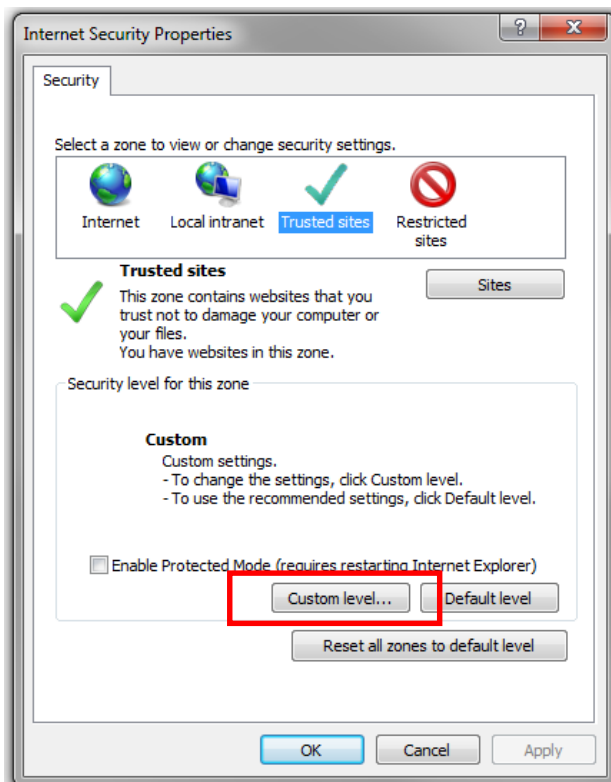 Internet Security Properties
Security
Select a zone to view or change security settings.
Internet
Local intranet
Trusted sites
Restricted
sites
Trusted sites
This zone contains websites that you
trust not to damage your computer or
your files.
You have websites in this zone.
Sites
Security level for this zone
Custom
Custom settings.
- To change the settings, click Custom level.
- To use the recommended settings, click Default level.
Enable Protected Mode (requires restarting Internet Explorer)
Custom level...
Default level
Reset all zones to default level
OK
Cancel
Apply